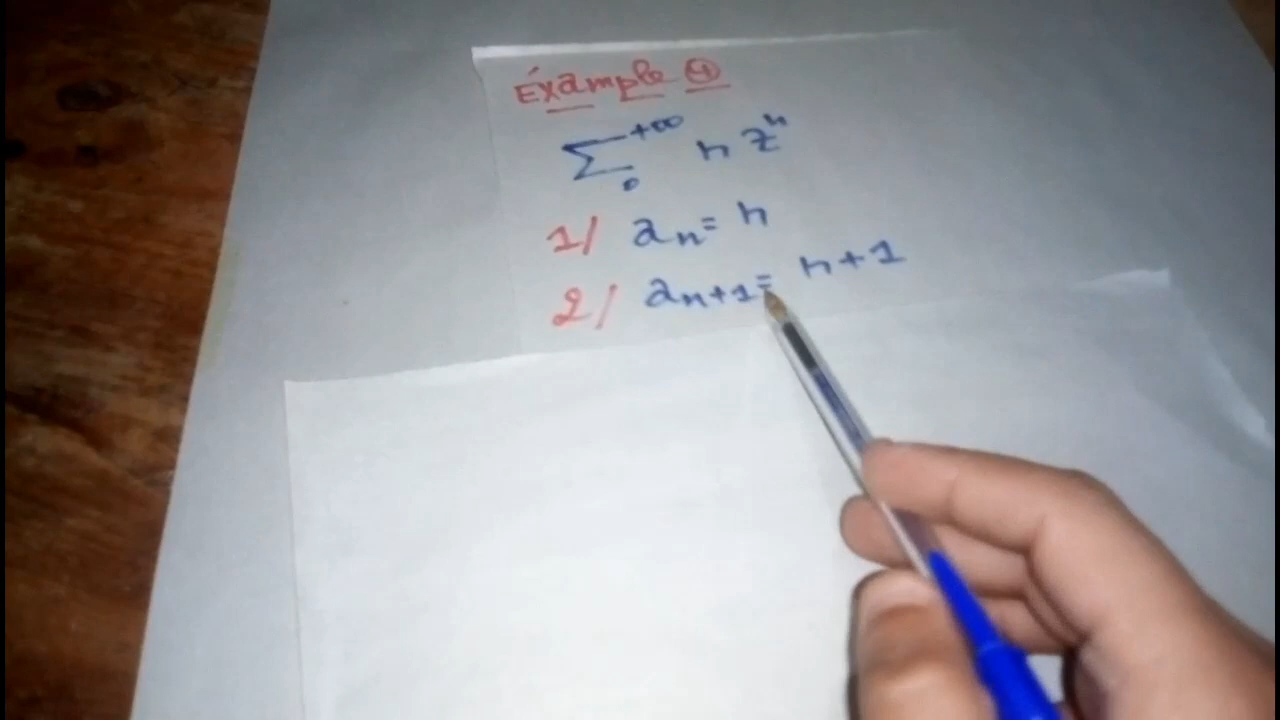 Example 4
∑₀^{+∞} n zⁿ
1/ aₙ = n
2/ aₙ₊₁ = n+1